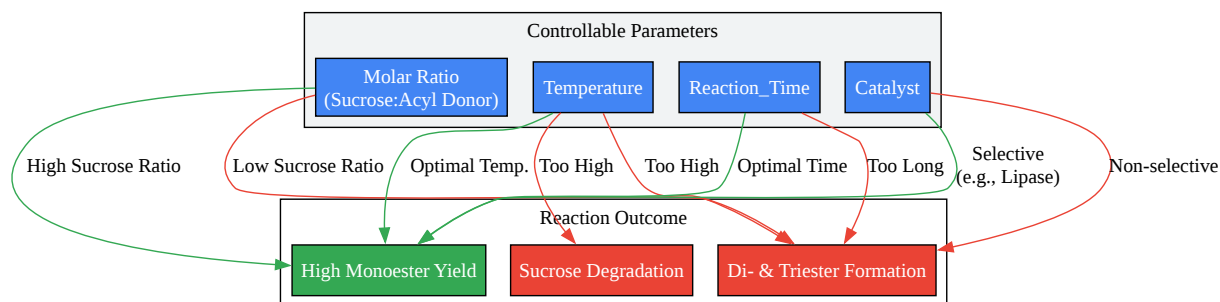 Controllable Parameters
Molar Ratio
(Sucrose:Acyl Donor)
Temperature
Reaction_Time
Catalyst
High Sucrose Ratio
Low Sucrose Ratio
Optimal Temp.
Too High
Too High
Optimal Time
Too Long
Selective
(e.g., Lipase)
Non-selective
Reaction Outcome
High Monoester Yield
Sucrose Degradation
Di- & Triester Formation